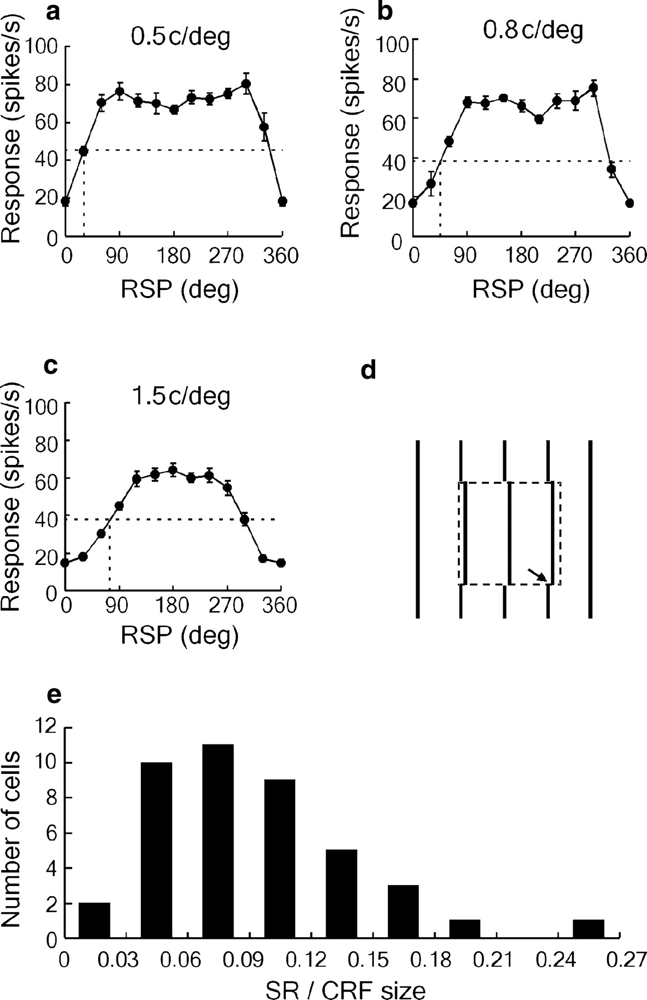 a
0.5 c/deg
Response (spikes/s)
100
80
60
40
20
0
0 90 180 270 360
RSP (deg)
b
0.8 c/deg
Response (spikes/s)
100
80
60
40
20
0
0 90 180 270 360
RSP (deg)
c
1.5 c/deg
Response (spikes/s)
100
80
60
40
20
0
0 90 180 270 360
RSP (deg)
d
e
Number of cells
12
10
8
6
4
2
0
0 0.03 0.06 0.09 0.12 0.15 0.18 0.21 0.24 0.27
SR / CRF size